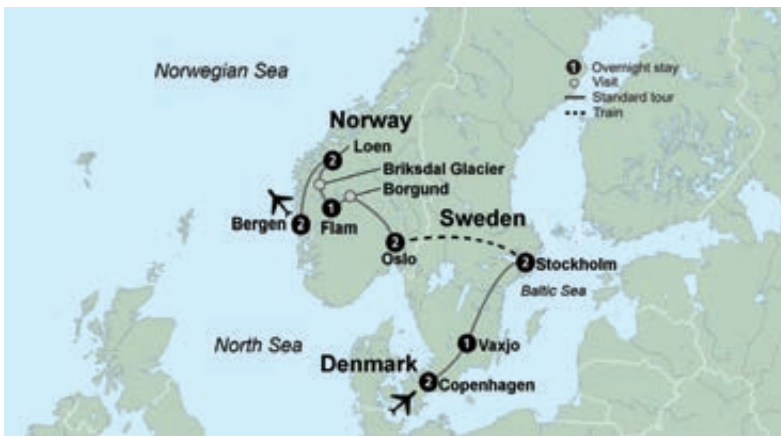 Norwegian Sea
1 Overnight stay
Visit
Standard tour
Train
Norway
2 Loen
Briksdal Glacier
Borgund
Bergen 2
1
Flam
Sweden
2
Oslo
2 Stockholm
Baltic Sea
North Sea
1 Vaxjo
Denmark
2 Copenhagen